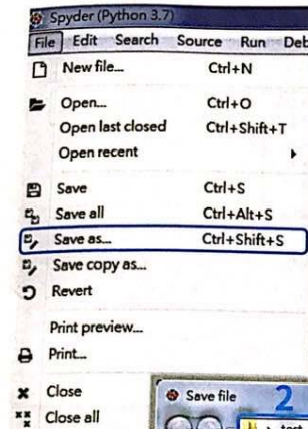 Spyder (Python 3.7)
File Edit Search Source Run Deb
New file... Ctrl+N
Open... Ctrl+O
Open last closed Ctrl+Shift+T
Open recent
Save Ctrl+S
Save all Ctrl+Alt+S
Save as... Ctrl+Shift+S
Save copy as...
Revert
Print preview...
Print...
Close
Close all
Save file 2
test